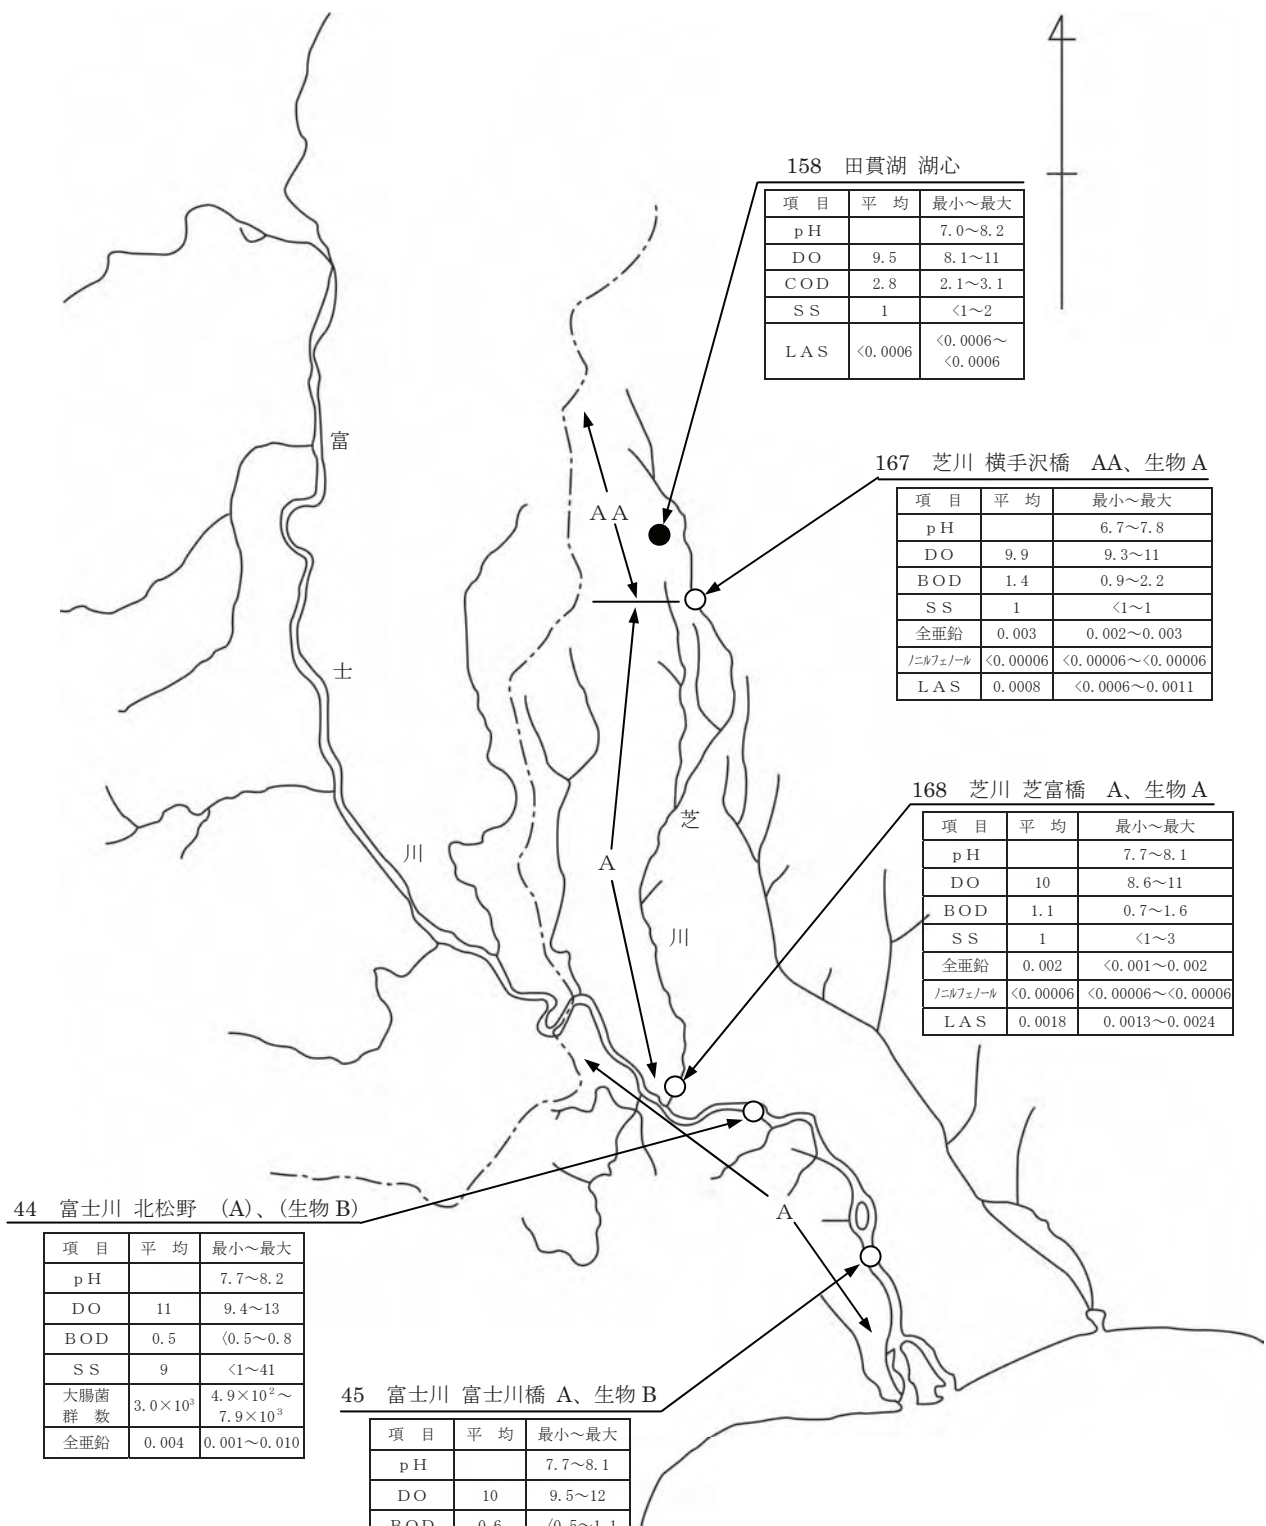 158 田貫湖 湖心
項 目 平 均 最小～最大
pH 7.0～8.2
DO 9.5 8.1～11
COD 2.8 2.1～3.1
SS 1 <1～2
LAS <0.0006 <0.0006～
<0.0006
167 芝川 横手沢橋 AA、生物A
項 目 平 均 最小～最大
pH 6.7～7.8
DO 9.9 9.3～11
BOD 1.4 0.9～2.2
SS 1 <1～1
全亜鉛 0.003 0.002～0.003
ノニルフェノール <0.00006 <0.00006～<0.00006
LAS 0.0008 <0.0006～0.0011
168 芝川 芝富橋 A、生物A
項 目 平 均 最小～最大
pH 7.7～8.1
DO 10 8.6～11
BOD 1.1 0.7～1.6
SS 1 <1～3
全亜鉛 0.002 <0.001～0.002
ノニルフェノール <0.00006 <0.00006～<0.00006
LAS 0.0018 0.0013～0.0024
富
士
川
AA
A
芝
川
A
44 富士川 北松野 (A)、(生物B)
項 目 平 均 最小～最大
pH 7.7～8.2
DO 11 9.4～13
BOD 0.5 <0.5～0.8
SS 9 <1～41
大腸菌
群 数 3.0×10³ 4.9×10²～
7.9×10³
全亜鉛 0.004 0.001～0.010
45 富士川 富士川橋 A、生物B
項 目 平 均 最小～最大
pH 7.7～8.1
DO 10 9.5～12
BOD 0.6 <0.5～1.1